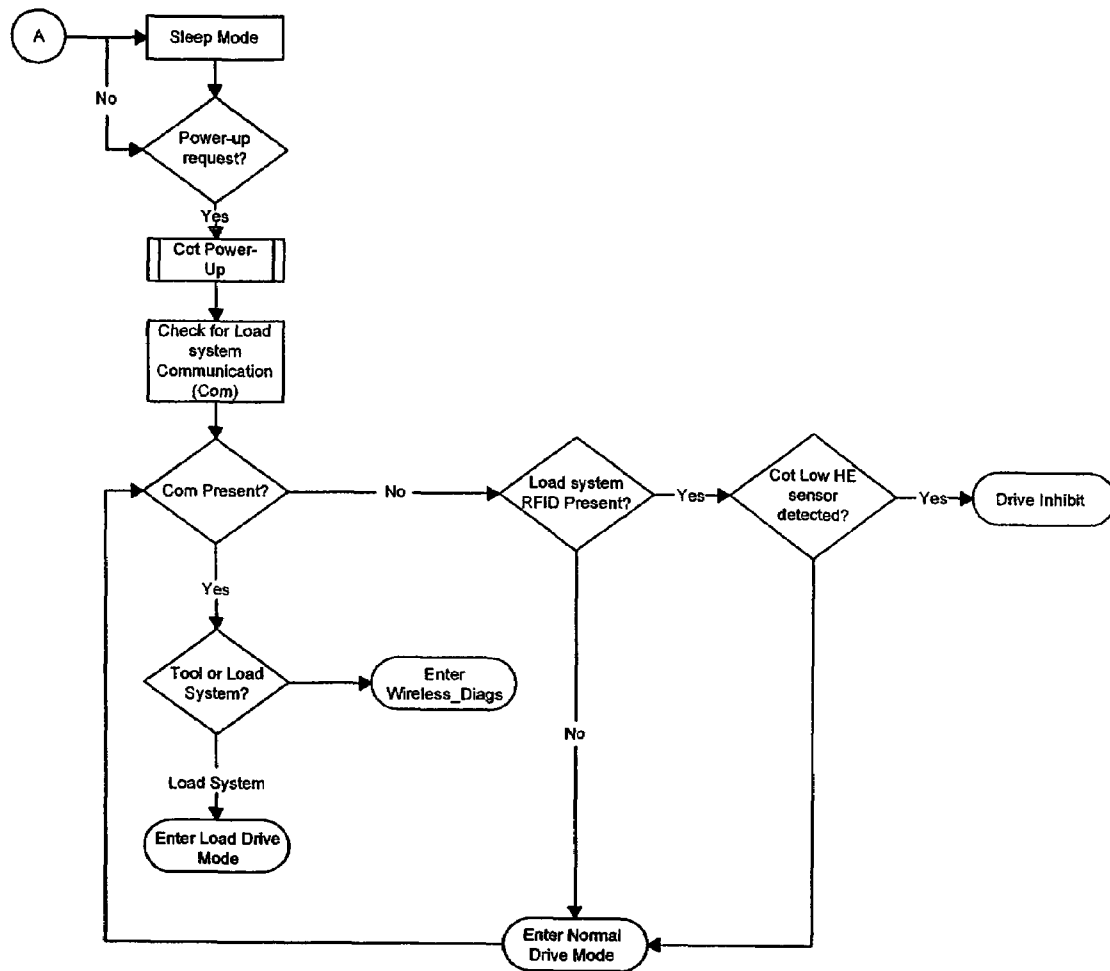 A
Sleep Mode
No
Power-up
request?
Yes
Cot Power-
Up
Check for Load
system
Communication
(Com)
Com Present?
No
Load system
RFID Present?
Yes
Cot Low HE
sensor
detected?
Yes
Drive Inhibit
Yes
Tool or Load
System?
Enter
Wireless_Diags
No
Load System
Enter Load Drive
Mode
Enter Normal
Drive Mode